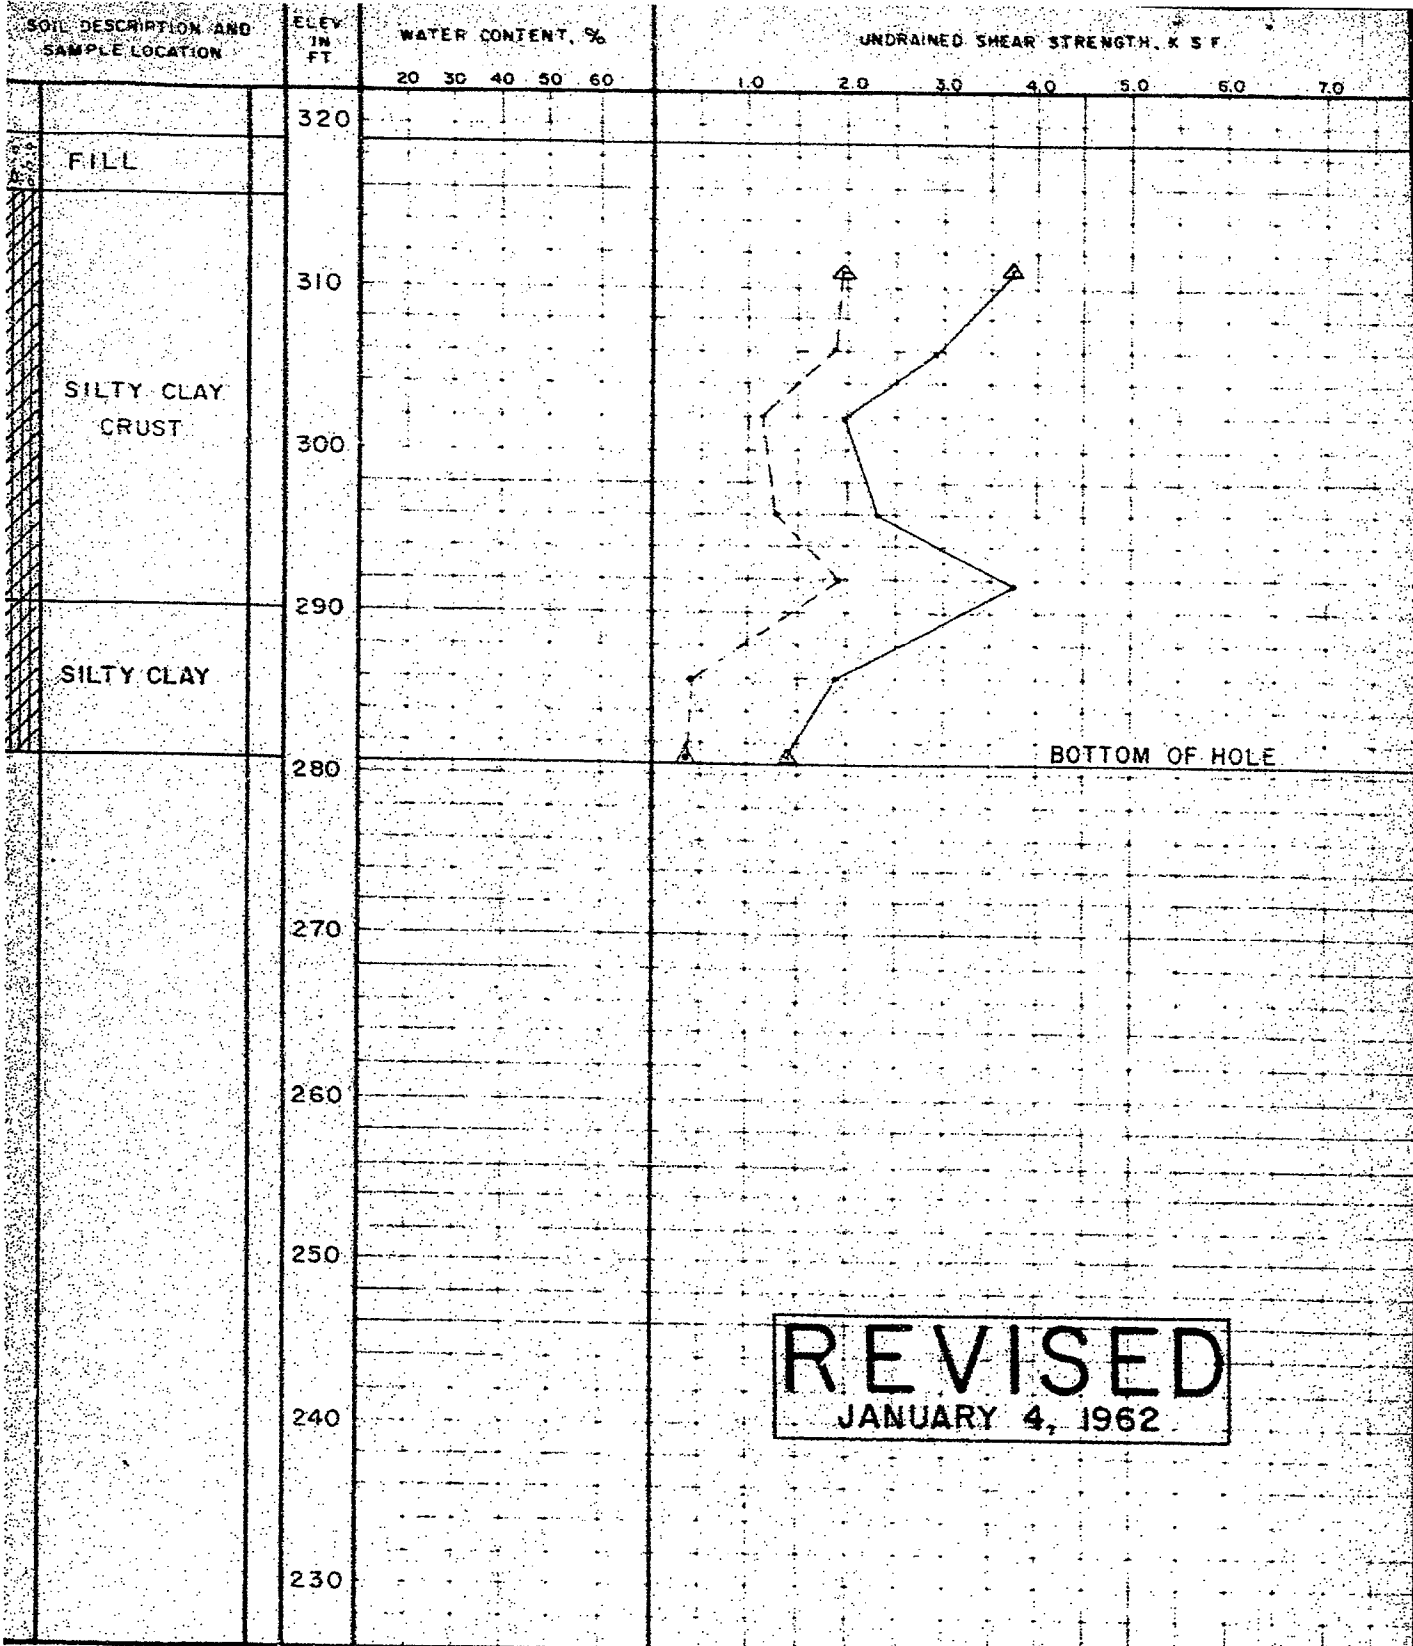 SOIL DESCRIPTION AND
SAMPLE LOCATION
ELEV.
IN
FT.
WATER CONTENT, %
20 30 40 50 60
UNDRAINED SHEAR STRENGTH, K S F.
1.0 2.0 3.0 4.0 5.0 6.0 7.0
320
FILL
310
SILTY CLAY
CRUST
300
290
SILTY CLAY
280
BOTTOM OF HOLE
270
260
250
REVISED
JANUARY 4, 1962
240
230